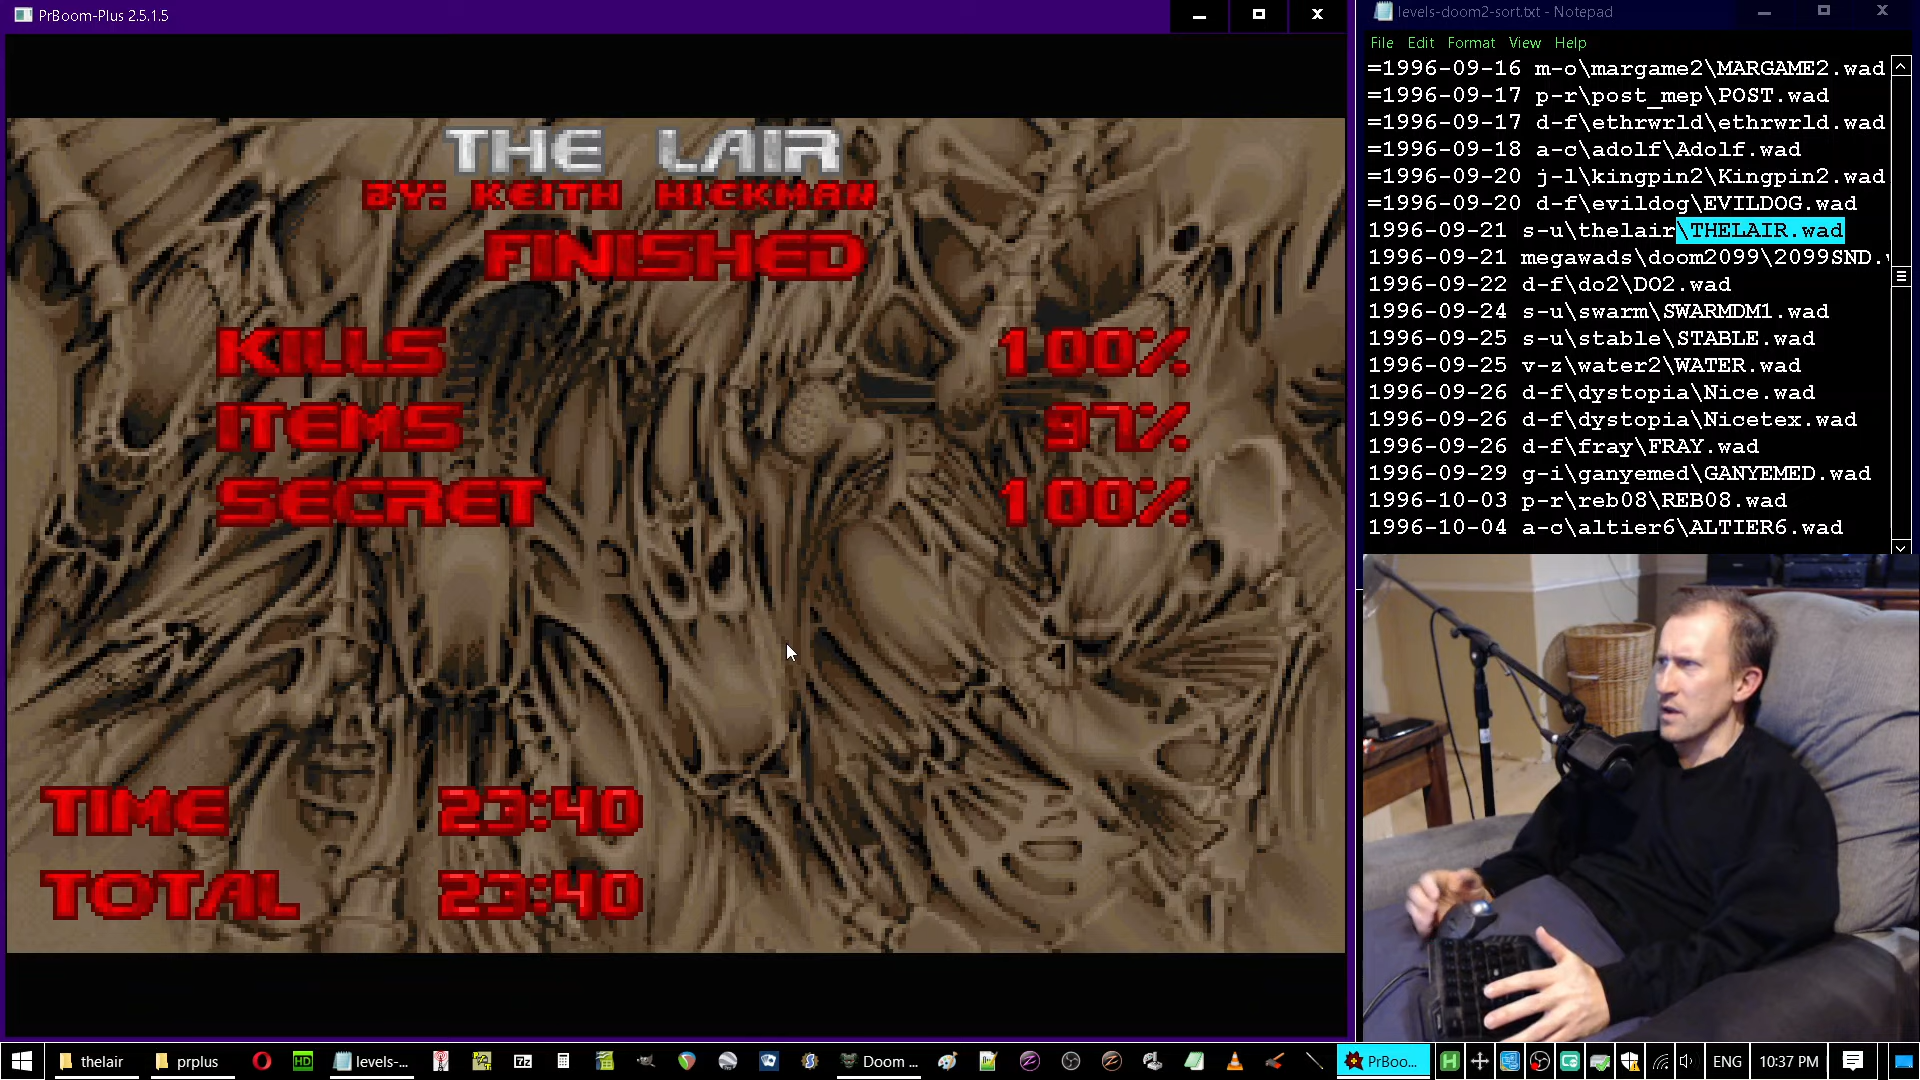 PrBoom-Plus 2.5.1.5
THE LAIR
BY: KEITH HICKMAN
FINISHED
KILLS 100%
ITEMS 97%
SECRET 100%
TIME 23:40
TOTAL 23:40
levels-doom2-sort.txt - Notepad
File Edit Format View Help
=1996-09-16 m-o\margame2\MARGAME2.wad
=1996-09-17 p-r\post_mep\POST.wad
=1996-09-17 d-f\ethrwrld\ethrwrld.wad
=1996-09-18 a-c\adolf\Adolf.wad
=1996-09-20 j-l\kingpin2\Kingpin2.wad
=1996-09-20 d-f\evildog\EVILDOG.wad
1996-09-21 s-u\thelair\THELAIR.wad
1996-09-21 megawads\doom2099\2099SND.
1996-09-22 d-f\do2\DO2.wad
1996-09-24 s-u\swarm\SWARMDM1.wad
1996-09-25 s-u\stable\STABLE.wad
1996-09-25 v-z\water2\WATER.wad
1996-09-26 d-f\dystopia\Nice.wad
1996-09-26 d-f\dystopia\Nicetex.wad
1996-09-26 d-f\fray\FRAY.wad
1996-09-29 g-i\ganyemed\GANYEMED.wad
1996-10-03 p-r\reb08\REB08.wad
1996-10-04 a-c\altier6\ALTIER6.wad
thelair prplus HD levels-... 7z Doom ... PrBoo... ENG 10:37 PM